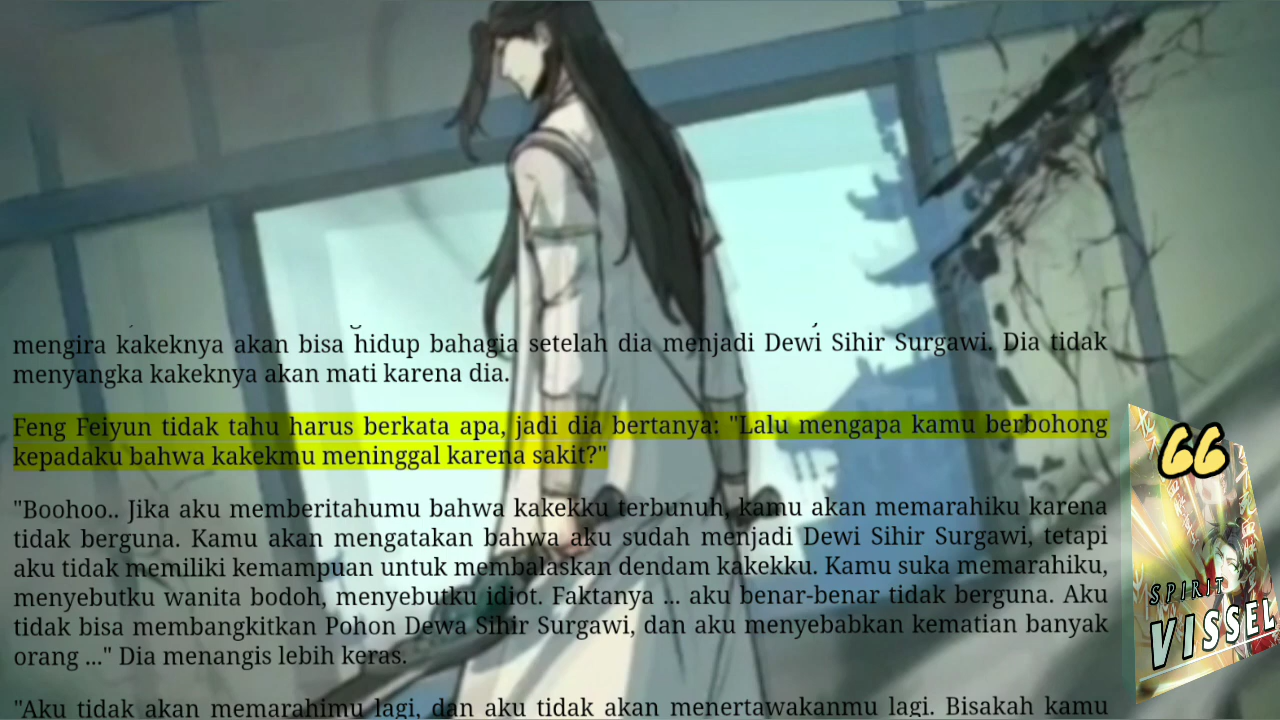 mengira kakeknya akan bisa hidup bahagia setelah dia menjadi Dewi Sihir Surgawi. Dia tidak
menyangka kakeknya akan mati karena dia.
Feng Feiyun tidak tahu harus berkata apa, jadi dia bertanya: "Lalu mengapa kamu berbohong
kepadaku bahwa kakekmu meninggal karena sakit?"
"Boohoo.. Jika aku memberitahumu bahwa kakekku terbunuh, kamu akan memarahiku karena
tidak berguna. Kamu akan mengatakan bahwa aku sudah menjadi Dewi Sihir Surgawi, tetapi
aku tidak memiliki kemampuan untuk membalaskan dendam kakekku. Kamu suka memarahiku,
menyebutku wanita bodoh, menyebutku idiot. Faktanya ... aku benar-benar tidak berguna. Aku
tidak bisa membangkitkan Pohon Dewa Sihir Surgawi, dan aku menyebabkan kematian banyak
orang ..." Dia menangis lebih keras.
"Aku tidak akan memarahimu lagi, dan aku tidak akan menertawakanmu lagi. Bisakah kamu
66
SPIRIT
VISSEL